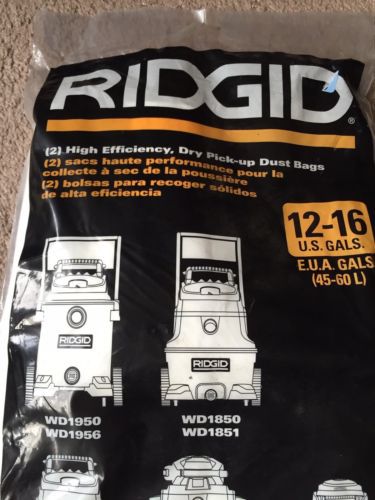 RIDGID®
(2) High Efficiency, Dry Pick-up Dust Bags
(2) sacs haute performance pour la
collecte à sec de la poussière
(2) bolsas para recoger sólidos
de alta eficiencia
12-16
U.S. GALS.
E.U.A. GALS
(45-60 L)
RIDGID
RIDGID
WD1950
WD1956
WD1850
WD1851